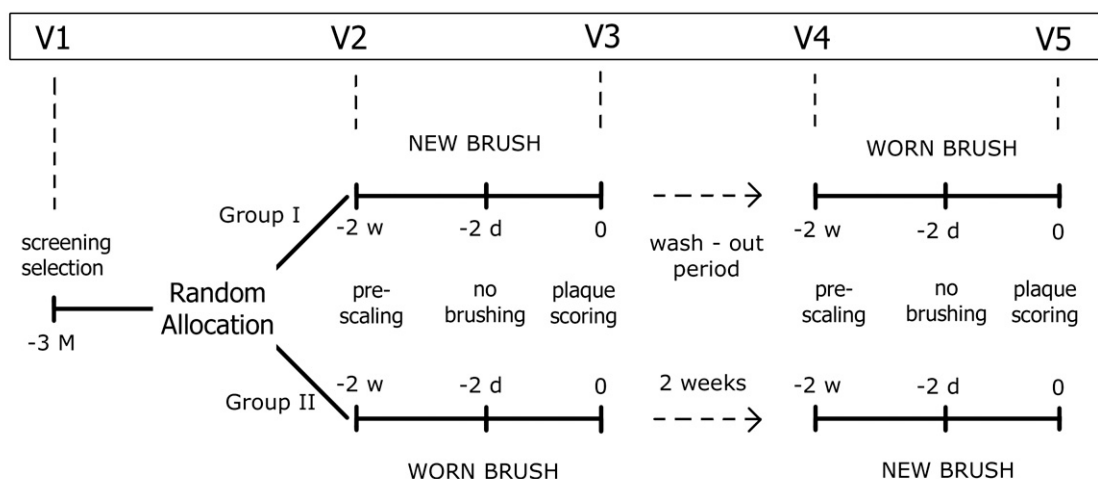 V1 V2 V3 V4 V5
NEW BRUSH WORN BRUSH
Group I
-2 w -2 d 0 -2 w -2 d 0
screening
selection
wash - out
period
Random
Allocation
pre-
scaling
no
brushing
plaque
scoring
pre-
scaling
no
brushing
plaque
scoring
-3 M
-2 w -2 d 0 2 weeks -2 w -2 d 0
Group II
WORN BRUSH NEW BRUSH